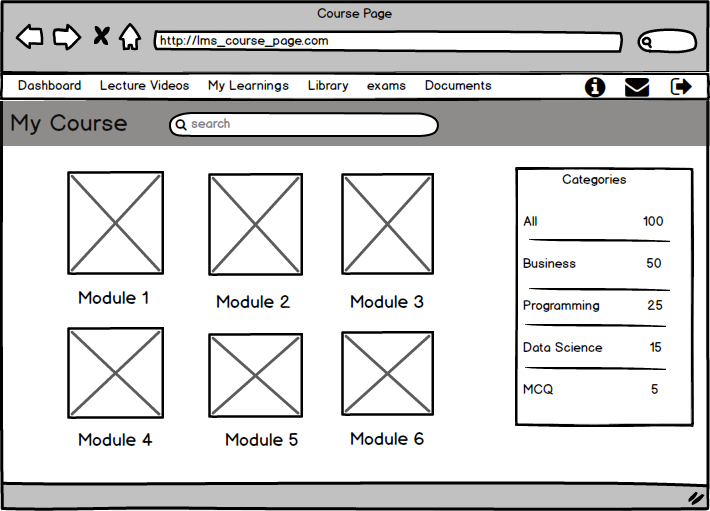 Course Page
http://lms_course_page.com
Dashboard Lecture Videos My Learnings Library exams Documents
My Course search
Categories
All 100
Business 50
Programming 25
Data Science 15
MCQ 5
Module 1 Module 2 Module 3
Module 4 Module 5 Module 6